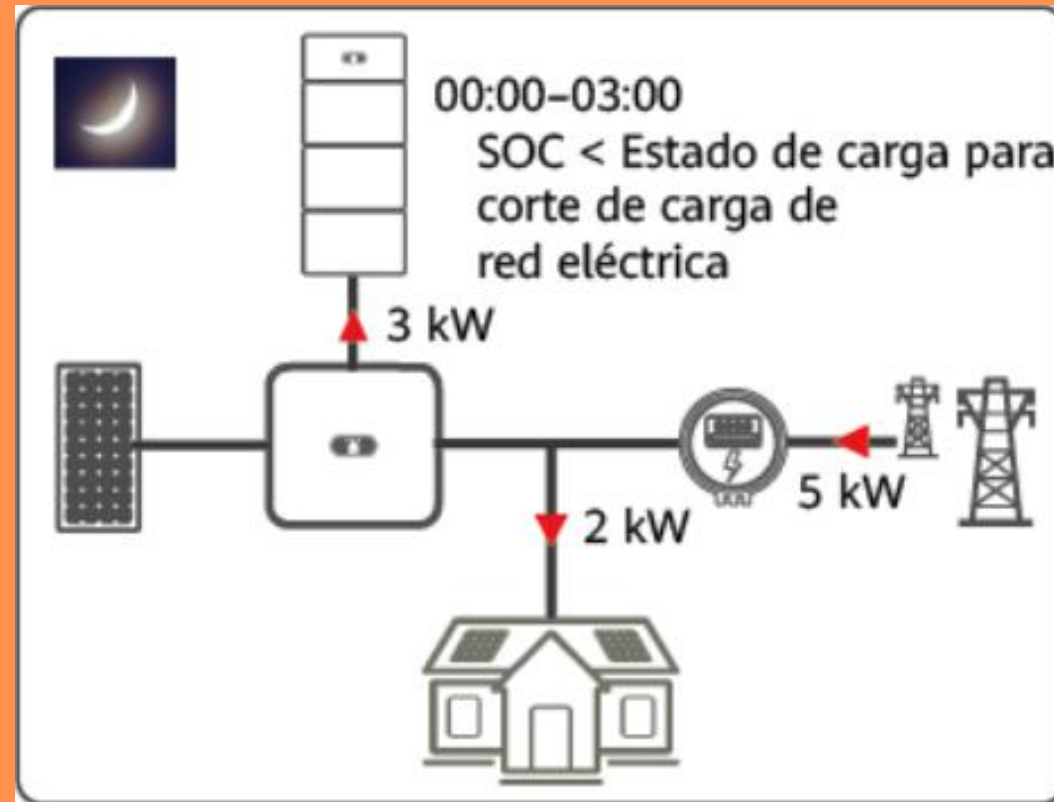 00:00–03:00
SOC < Estado de carga para
corte de carga de
red eléctrica
3 kW
5 kW
2 kW